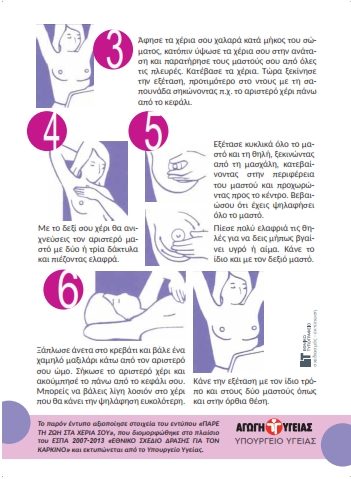 3
Άφησε τα χέρια σου χαλαρά κατά μήκος του σώ-
ματος, κατόπιν ύψωσε τα χέρια σου στην ανάτα-
ση και παρατήρησε τους μαστούς σου από όλες
τις πλευρές. Κατέβασε τα χέρια. Τώρα ξεκίνησε
την εξέταση, προτιμότερο στο ντους με τη σα-
πουνάδα σηκώνοντας π.χ. το αριστερό χέρι πάνω
από το κεφάλι.
4
Με το δεξί σου χέρι θα ανι-
χνεύσεις τον αριστερό μα-
στό με δύο ή τρία δάκτυλα
και πιέζοντας ελαφρά.
5
Εξέτασε κυκλικά όλο το μα-
στό και τη θηλή, ξεκινώντας
από τη μασχάλη, κατεβαί-
νοντας στην περιφέρεια
του μαστού και προχωρώ-
ντας προς το κέντρο. Βεβαι-
ώσου ότι έχεις ψηλαφήσει
όλο το μαστό.
Πίεσε πολύ ελαφριά τις θη-
λές για να δεις μήπως βγαί-
νει υγρό ή αίμα. Κάνε το
ίδιο και με τον δεξιό μαστό.
6
Ξάπλωσε άνετα στο κρεβάτι και βάλε ένα
χαμηλό μαξιλάρι κάτω από τον αριστερό
σου ώμο. Σήκωσε το αριστερό χέρι και
ακούμπησέ το πάνω από το κεφάλι σου.
Μπορείς να βάλεις λίγη λοσιόν στο χέρι
που θα κάνει την ψηλάφηση ευκολότερη.
Κάνε την εξέταση με τον ίδιο τρό-
πο και στους δύο μαστούς όπως
και στην όρθια θέση.
ΕΘΝΙΚΟ
ΤΥΠΟΓΡΑΦΕΙΟ
Το παρόν έντυπο αξιοποίησε στοιχεία του εντύπου «ΠΑΡΕ
ΤΗ ΖΩΗ ΣΤΑ ΧΕΡΙΑ ΣΟΥ», που διαμορφώθηκε στο πλαίσιο
του ΕΣΠΑ 2007-2013 «ΕΘΝΙΚΟ ΣΧΕΔΙΟ ΔΡΑΣΗΣ ΓΙΑ ΤΟΝ
ΚΑΡΚΙΝΟ» και εκτυπώνεται από το Υπουργείο Υγείας.
ΑΓΩΓΗ ΥΓΕΙΑΣ
ΥΠΟΥΡΓΕΙΟ ΥΓΕΙΑΣ